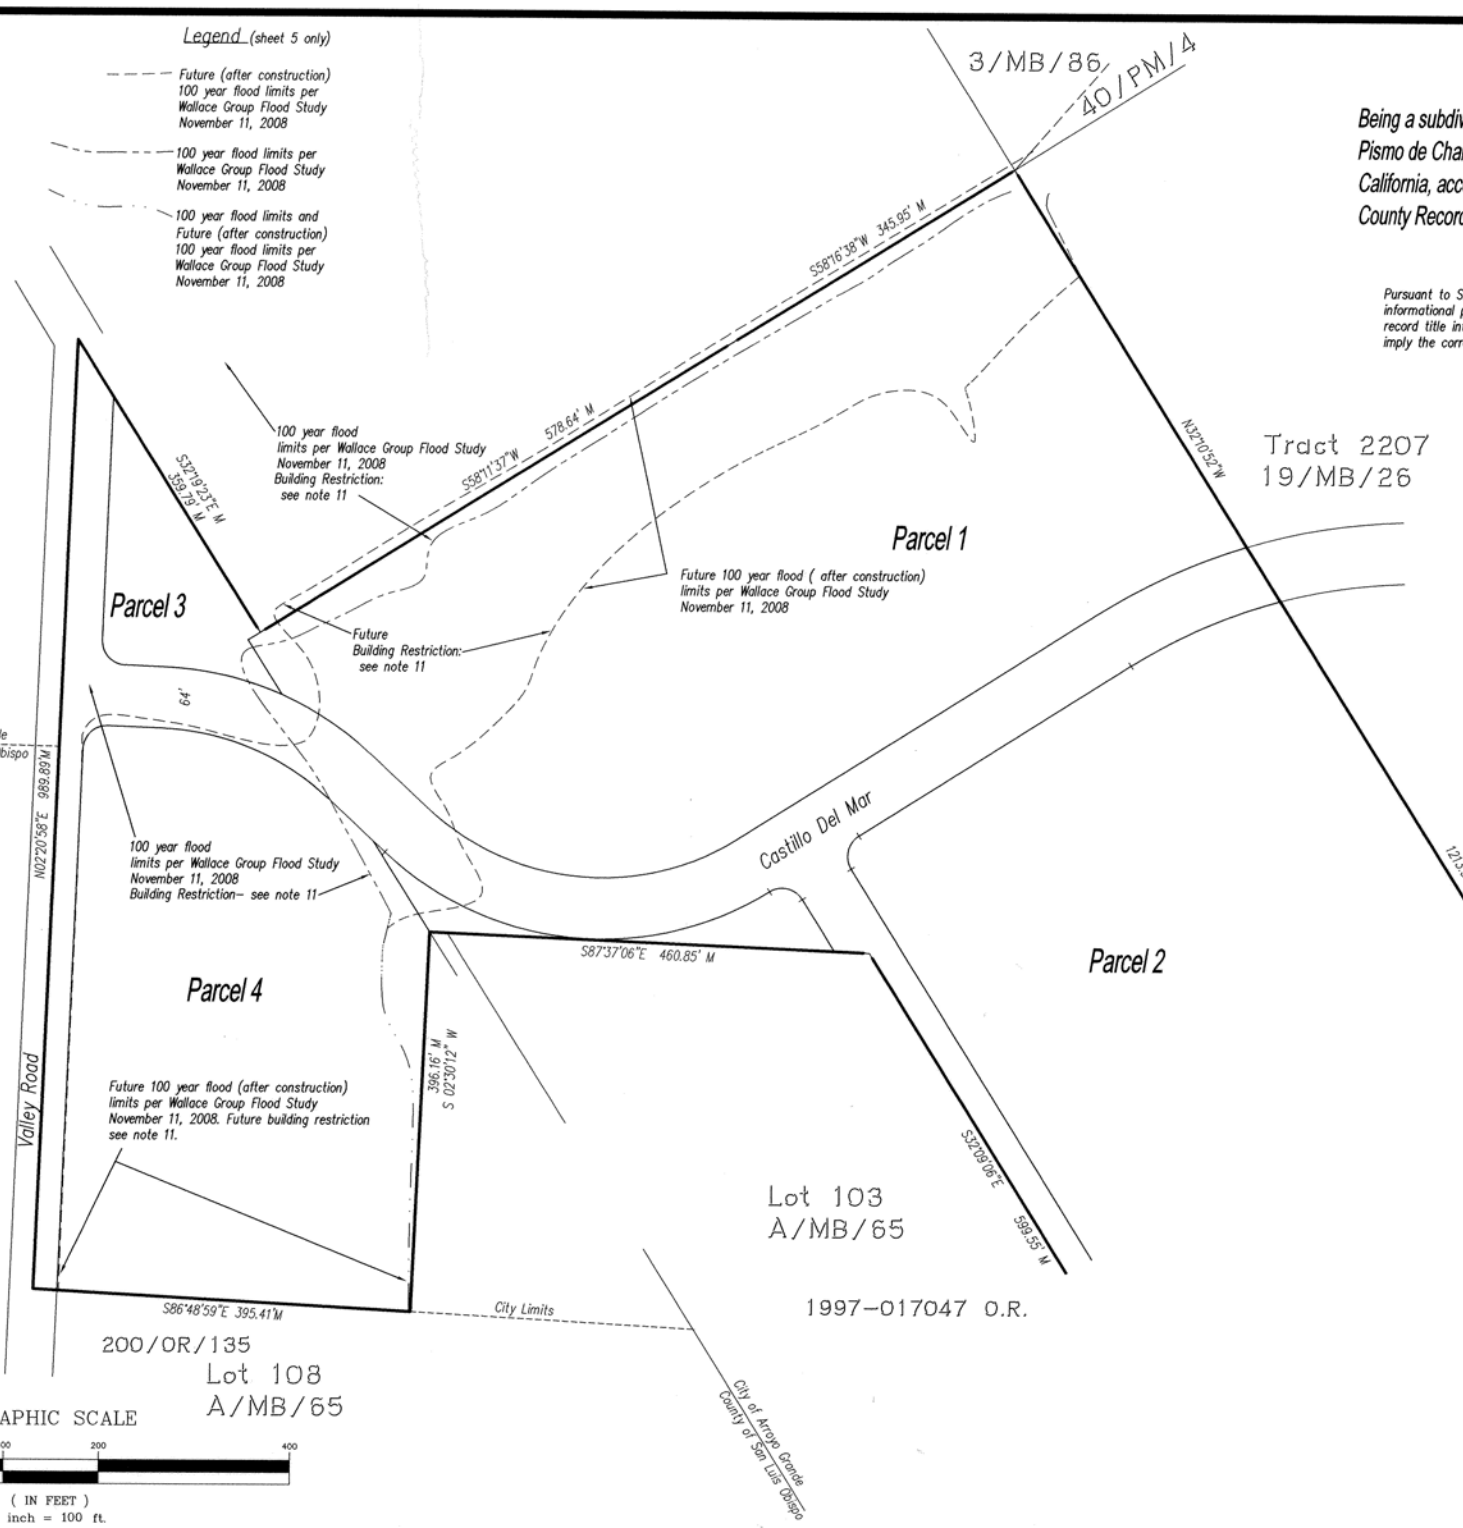 Legend (sheet 5 only)
Future (after construction)
100 year flood limits per
Wallace Group Flood Study
November 11, 2008
100 year flood limits per
Wallace Group Flood Study
November 11, 2008
100 year flood limits and
Future (after construction)
100 year flood limits per
Wallace Group Flood Study
November 11, 2008
3/MB/86
40/PM/4
Being a subdiv
Pismo de Cha
California, acc
County Record
Pursuant to S
informational p
record title in
imply the corr
S58°16'38"W 345.95' M
S58°11'37"W 578.64' M
S32°19'23"E M
359.79' M
100 year flood
limits per Wallace Group Flood Study
November 11, 2008
Building Restriction:
see note 11
N32°10'52"W
Tract 2207
19/MB/26
Parcel 1
Future 100 year flood ( after construction)
limits per Wallace Group Flood Study
November 11, 2008
Parcel 3
Future
Building Restriction:
see note 11
64'
le
bispo
N02°20'58"E 989.89'M
100 year flood
limits per Wallace Group Flood Study
November 11, 2008
Building Restriction- see note 11
Castillo Del Mar
S87°37'06"E 460.85' M
Parcel 2
Parcel 4
396.16' M
S 02°30'12" W
Valley Road
Future 100 year flood (after construction)
limits per Wallace Group Flood Study
November 11, 2008. Future building restriction
see note 11.
S32°09'06"E 599.55' M
Lot 103
A/MB/65
1997-017047 O.R.
S86°48'59"E 395.41'M
City Limits
200/OR/135
Lot 108
A/MB/65
City of Arroyo Grande
County of San Luis Obispo
APHIC SCALE
00 200 400
( IN FEET )
inch = 100 ft.